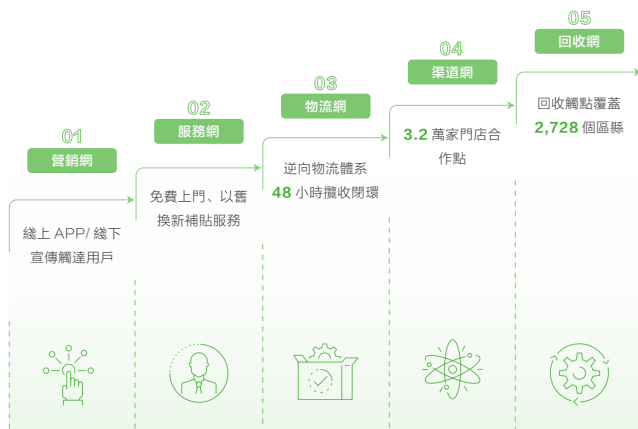 01
營銷網
綫上 APP/ 綫下
宣傳觸達用戶
02
服務網
免費上門、以舊
換新補貼服務
03
物流網
逆向物流體系
48 小時攬收閉環
04
渠道網
3.2 萬家門店合
作點
05
回收網
回收觸點覆蓋
2,728 個區縣